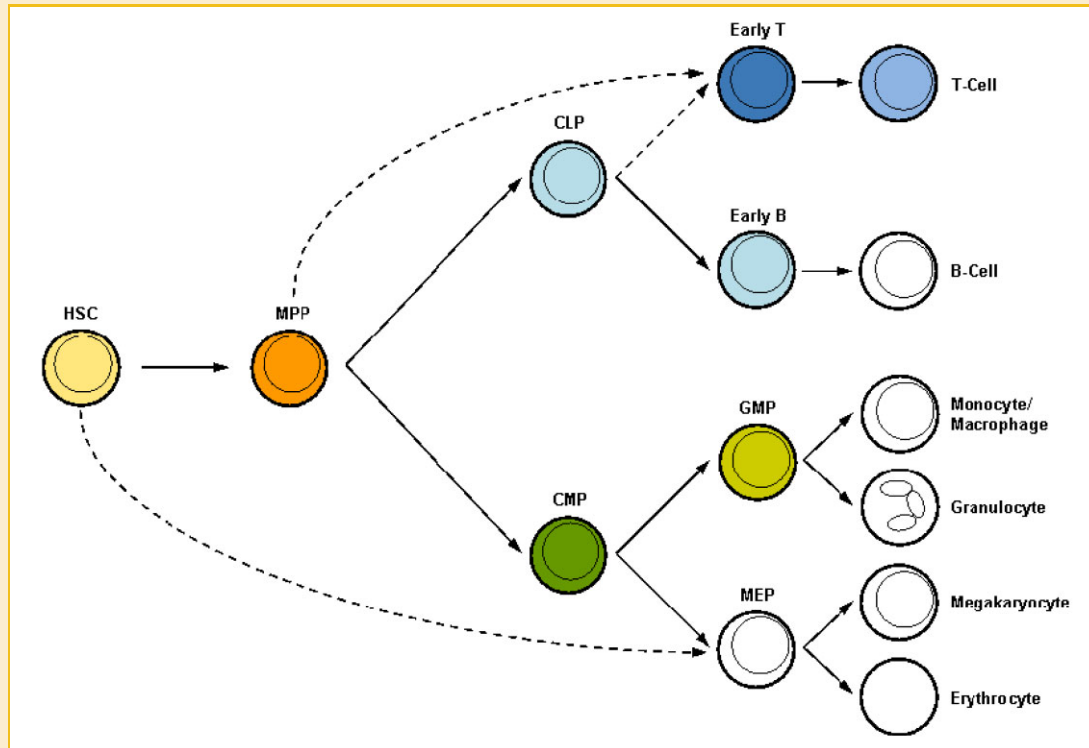 Early T
T-Cell
CLP
Early B
B-Cell
HSC
MPP
GMP
Monocyte/
Macrophage
Granulocyte
CMP
MEP
Megakaryocyte
Erythrocyte